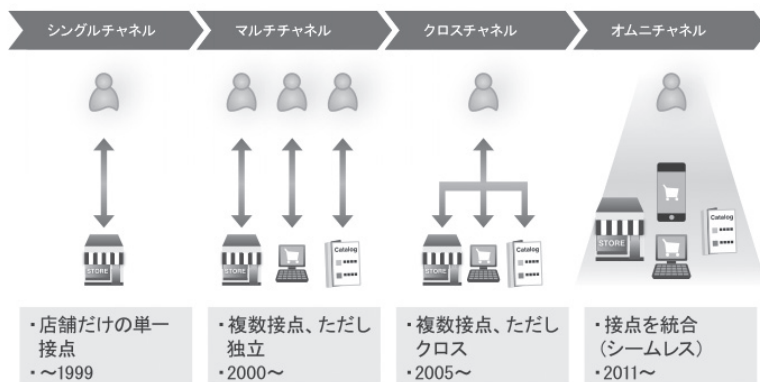 シングルチャネル
マルチチャネル
クロスチャネル
オムニチャネル
STORE
STORE
Catalog
STORE
Catalog
STORE
Catalog
・店舗だけの単一
接点
・～1999
・複数接点、ただし
独立
・2000～
・複数接点、ただし
クロス
・2005～
・接点を統合
(シームレス)
・2011～